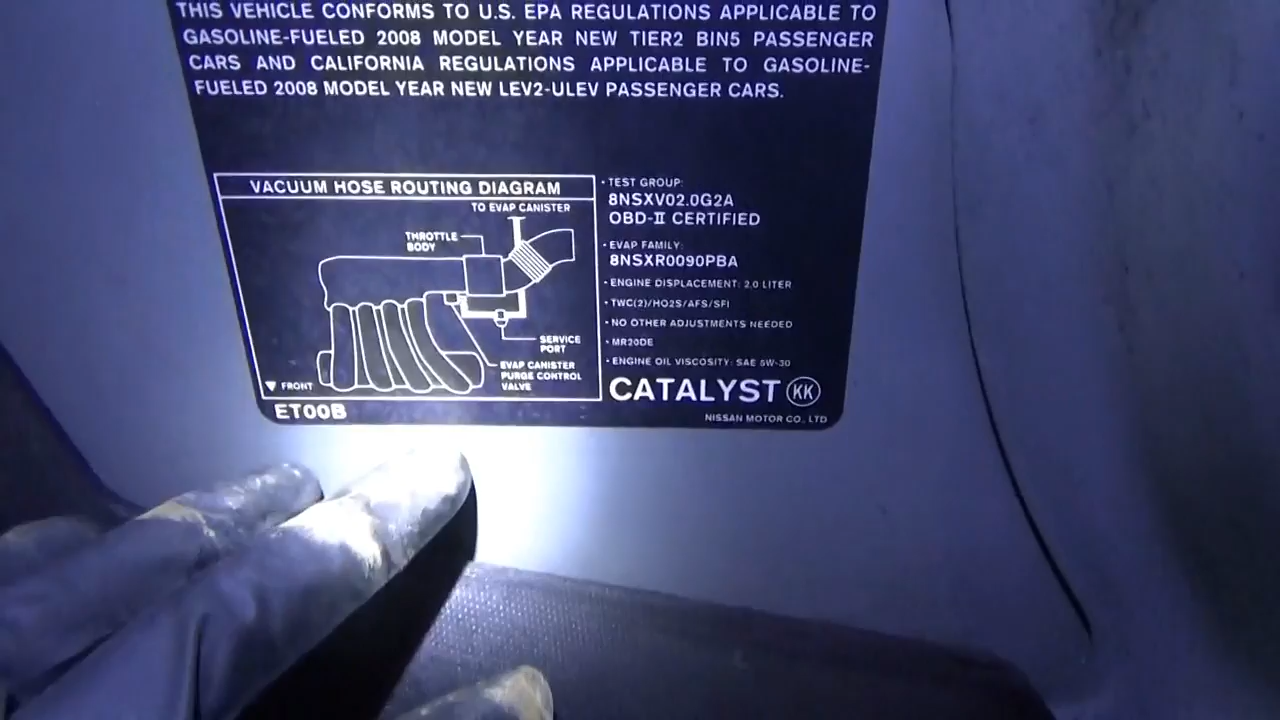 THIS VEHICLE CONFORMS TO U.S. EPA REGULATIONS APPLICABLE TO
GASOLINE-FUELED 2008 MODEL YEAR NEW TIER2 BIN5 PASSENGER
CARS AND CALIFORNIA REGULATIONS APPLICABLE TO GASOLINE-
FUELED 2008 MODEL YEAR NEW LEV2-ULEV PASSENGER CARS.
VACUUM HOSE ROUTING DIAGRAM
TO EVAP CANISTER
THROTTLE
BODY
SERVICE
PORT
EVAP CANISTER
PURGE CONTROL
VALVE
▼ FRONT
ET00B
• TEST GROUP:
8NSXV02.0G2A
OBD-II CERTIFIED
• EVAP FAMILY:
8NSXR0090PBA
• ENGINE DISPLACEMENT: 2.0 LITER
• TWC(2)/HO2S/AFS/SFI
• NO OTHER ADJUSTMENTS NEEDED
• MR20DE
• ENGINE OIL VISCOSITY: SAE 5W-30
CATALYST KK
NISSAN MOTOR CO., LTD